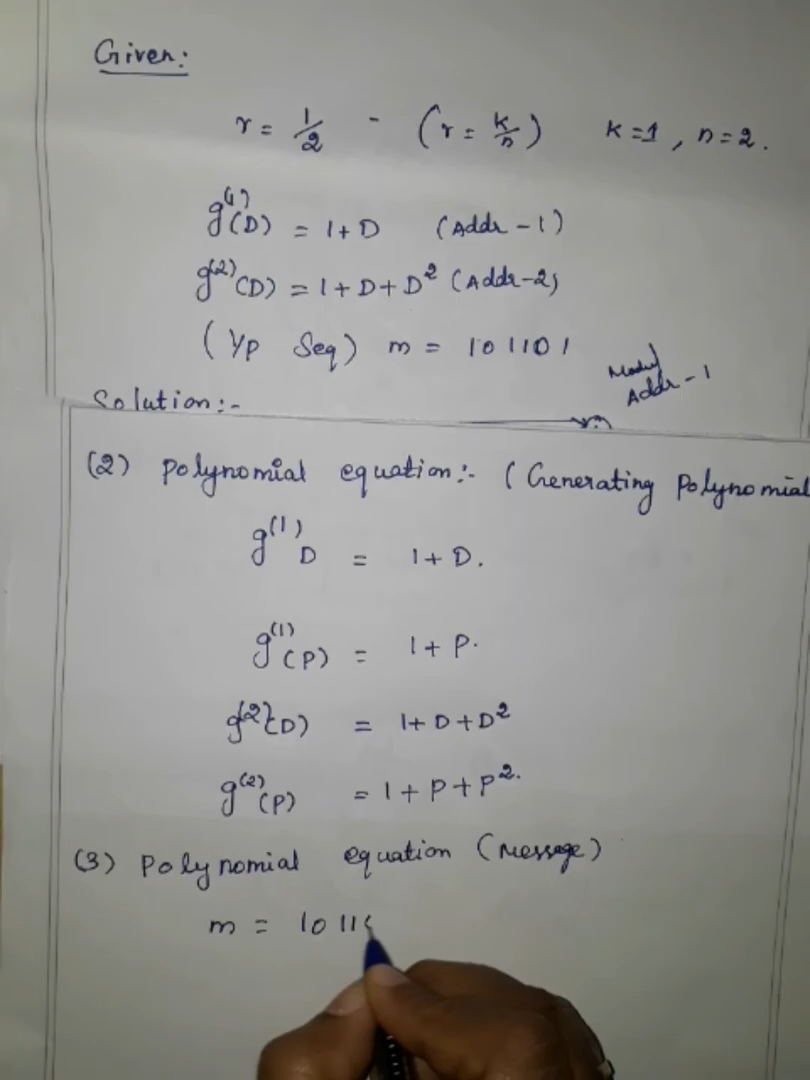 Given:
r = 1/2 - (r = k/n) k=1, n=2.
g^(1)(D) = 1+D (Addr-1)
g^(2)(D) = 1+D+D^2 (Addr-2)
(I/p Seq) m = 101101
Addr-1
Solution:-
(2) Polynomial equation:- (Generating Polynomial
g^(1) D = 1+D.
g^(1)(P) = 1+P.
g^(2)(D) = 1+D+D^2
g^(2)(P) = 1+P+P^2.
(3) Polynomial equation (Message)
m = 1011